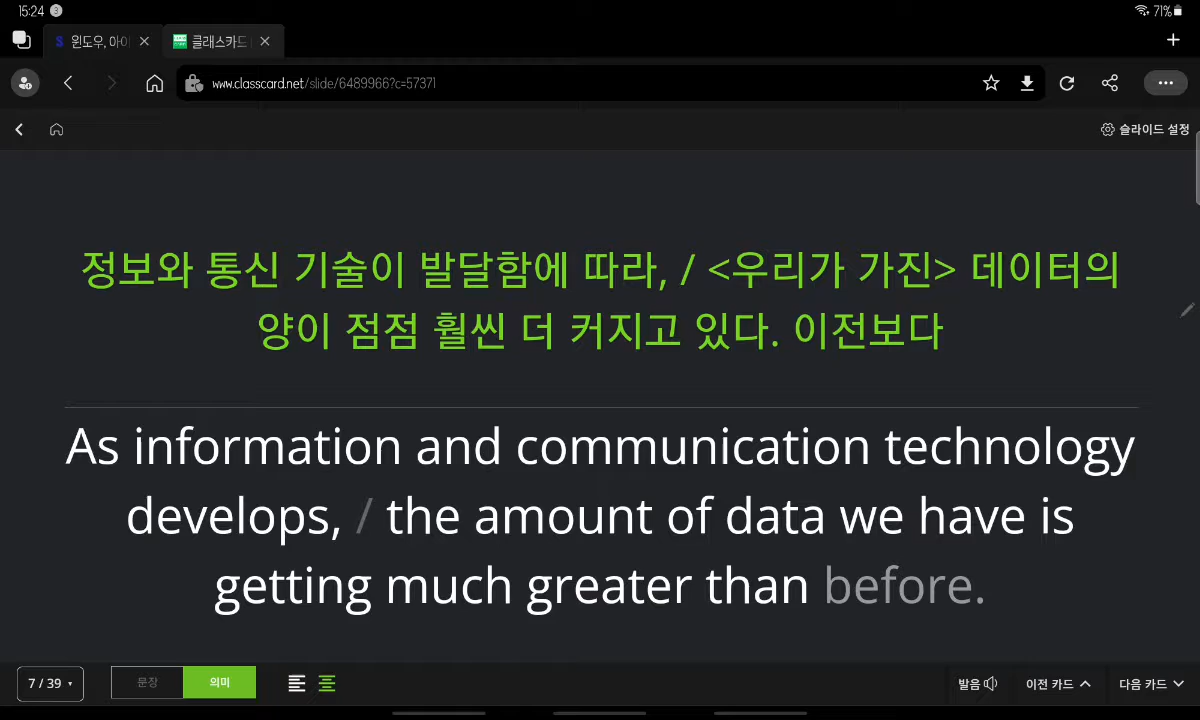 15:24
71%
윈도우, 아이
클래스카드
www.classcard.net/slide/6489966?c=57371
슬라이드 설정
정보와 통신 기술이 발달함에 따라, / <우리가 가진> 데이터의
양이 점점 훨씬 더 커지고 있다. 이전보다
As information and communication technology
develops, / the amount of data we have is
getting much greater than before.
7 / 39
문장
의미
발음
이전 카드
다음 카드